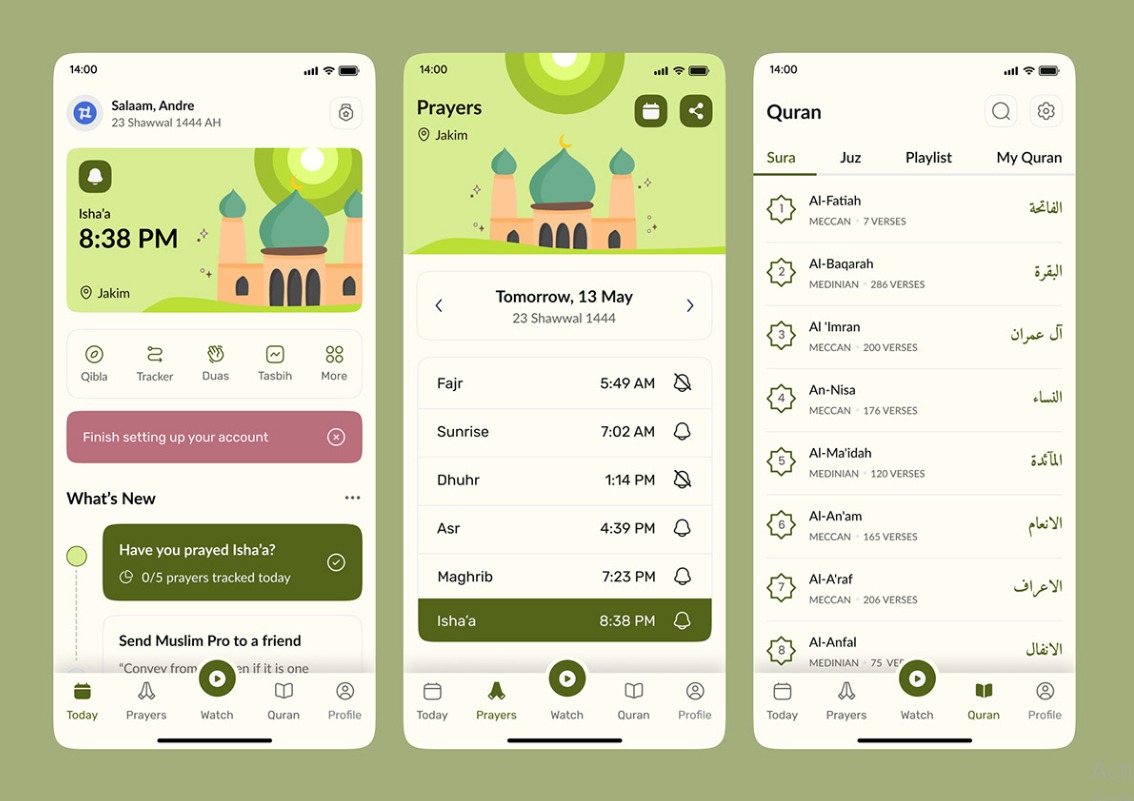 14:00
Salaam, Andre
23 Shawwal 1444 AH
Isha'a
8:38 PM
Jakim
Qibla Tracker Duas Tasbih More
Finish setting up your account
What's New
Have you prayed Isha'a?
0/5 prayers tracked today
Send Muslim Pro to a friend
"Convey from en if it is one
Today Prayers Watch Quran Profile
14:00
Prayers
Jakim
Tomorrow, 13 May
23 Shawwal 1444
Fajr 5:49 AM
Sunrise 7:02 AM
Dhuhr 1:14 PM
Asr 4:39 PM
Maghrib 7:23 PM
Isha'a 8:38 PM
Today Prayers Watch Quran Profile
14:00
Quran
Sura Juz Playlist My Quran
1 Al-Fatiah الفاتحة
MECCAN 7 VERSES
2 Al-Baqarah البقرة
MEDINIAN 286 VERSES
3 Al 'Imran آل عمران
MECCAN 200 VERSES
4 An-Nisa النساء
MECCAN 176 VERSES
5 Al-Ma'idah المآئدة
MEDINIAN 120 VERSES
6 Al-An'am الانعام
MECCAN 165 VERSES
7 Al-A'raf الاعراف
MECCAN 206 VERSES
8 Al-Anfal الانفال
MEDINIAN 75 VER
Today Prayers Watch Quran Profile